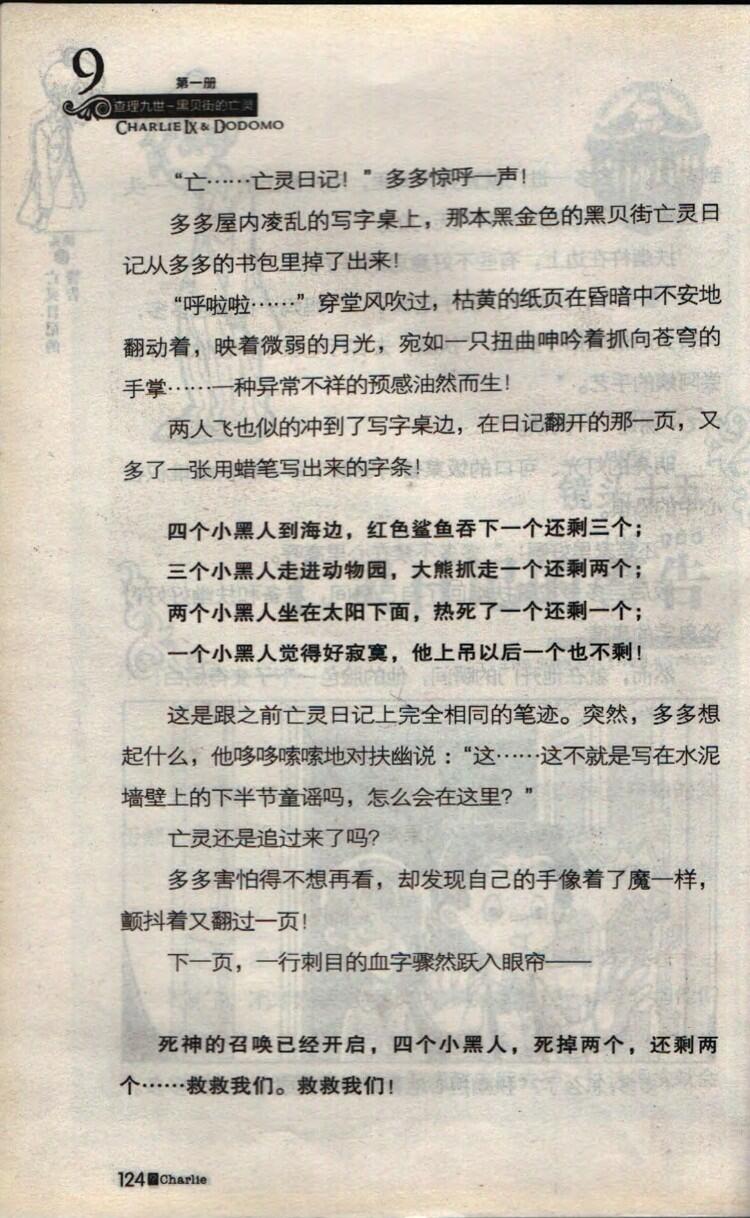 9
第一册
查理九世-黑贝街的亡灵
CHARLIE IX & DODOMO
“亡……亡灵日记！”多多惊呼一声！
多多屋内凌乱的写字桌上，那本黑金色的黑贝街亡灵日
记从多多的书包里掉了出来！
“呼啦啦……”穿堂风吹过，枯黄的纸页在昏暗中不安地
翻动着，映着微弱的月光，宛如一只扭曲呻吟着抓向苍穹的
手掌……一种异常不祥的预感油然而生！
两人飞也似的冲到了写字桌边，在日记翻开的那一页，又
多了一张用蜡笔写出来的字条！
四个小黑人到海边，红色鲨鱼吞下一个还剩三个；
三个小黑人走进动物园，大熊抓走一个还剩两个；
两个小黑人坐在太阳下面，热死了一个还剩一个；
一个小黑人觉得好寂寞，他上吊以后一个也不剩！
这是跟之前亡灵日记上完全相同的笔迹。突然，多多想
起什么，他哆哆嗦嗦地对扶幽说：“这……这不就是写在水泥
墙壁上的下半节童谣吗，怎么会在这里？”
亡灵还是追过来了吗？
多多害怕得不想再看，却发现自己的手像着了魔一样，
颤抖着又翻过一页！
下一页，一行刺目的血字骤然跃入眼帘——
死神的召唤已经开启，四个小黑人，死掉两个，还剩两
个……救救我们。救救我们！
124 Charlie